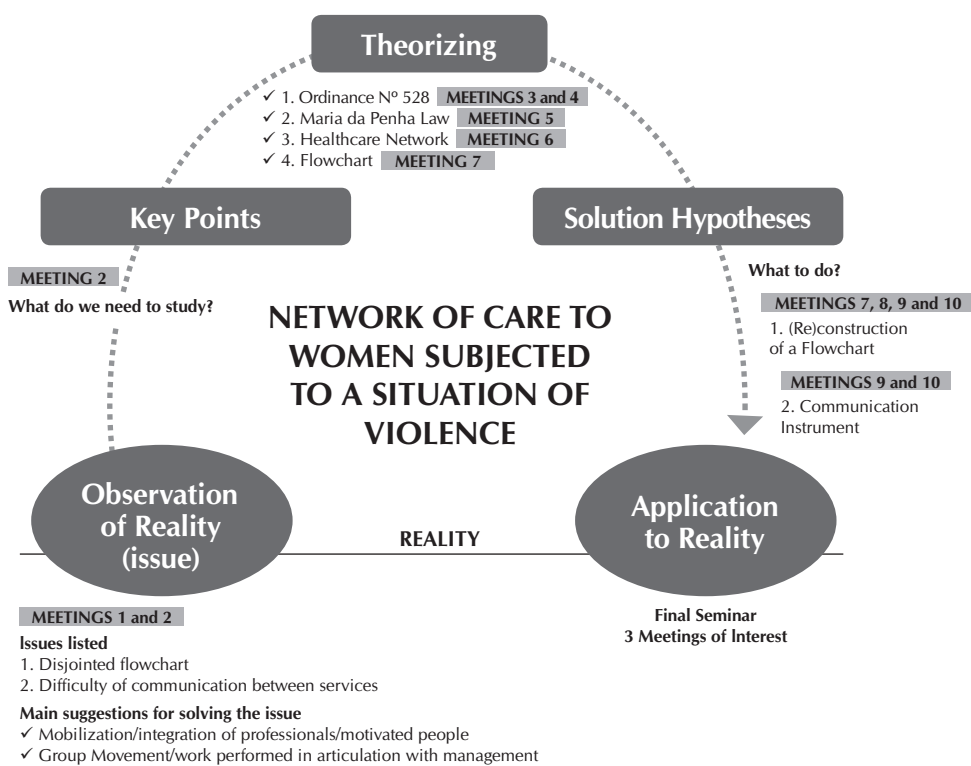 Theorizing
✓ 1. Ordinance Nº 528 MEETINGS 3 and 4
✓ 2. Maria da Penha Law MEETING 5
✓ 3. Healthcare Network MEETING 6
✓ 4. Flowchart MEETING 7
Key Points
MEETING 2
What do we need to study?
Solution Hypotheses
What to do?
MEETINGS 7, 8, 9 and 10
1. (Re)construction
of a Flowchart
MEETINGS 9 and 10
2. Communication
Instrument
NETWORK OF CARE TO
WOMEN SUBJECTED
TO A SITUATION OF
VIOLENCE
Observation
of Reality
(issue)
REALITY
Application
to Reality
MEETINGS 1 and 2
Issues listed
1. Disjointed flowchart
2. Difficulty of communication between services
Main suggestions for solving the issue
✓ Mobilization/integration of professionals/motivated people
✓ Group Movement/work performed in articulation with management
Final Seminar
3 Meetings of Interest